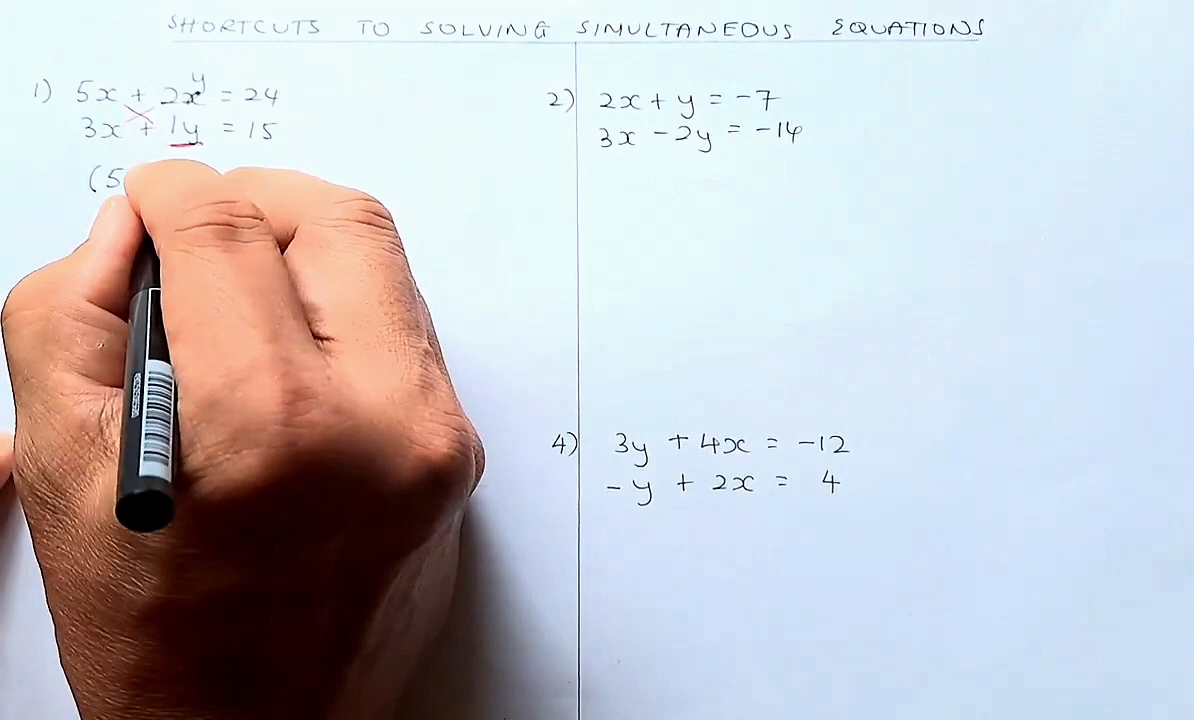 SHORTCUTS TO SOLVING SIMULTANEOUS EQUATIONS
1) 5x + 2y = 24
3x + 1y = 15
(5
2) 2x + y = -7
3x - 2y = -14
4) 3y + 4x = -12
-y + 2x = 4